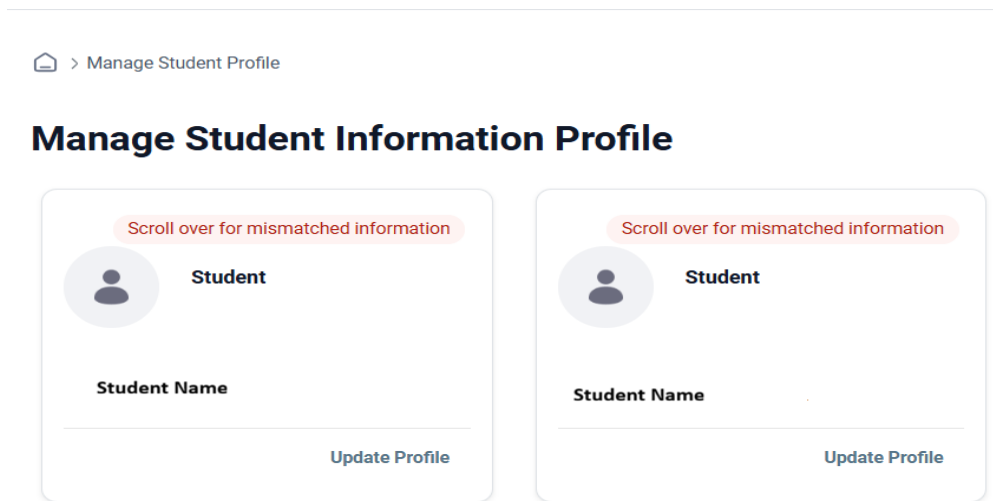 > Manage Student Profile
Manage Student Information Profile
Scroll over for mismatched information
Student
Student Name
Update Profile
Scroll over for mismatched information
Student
Student Name
Update Profile